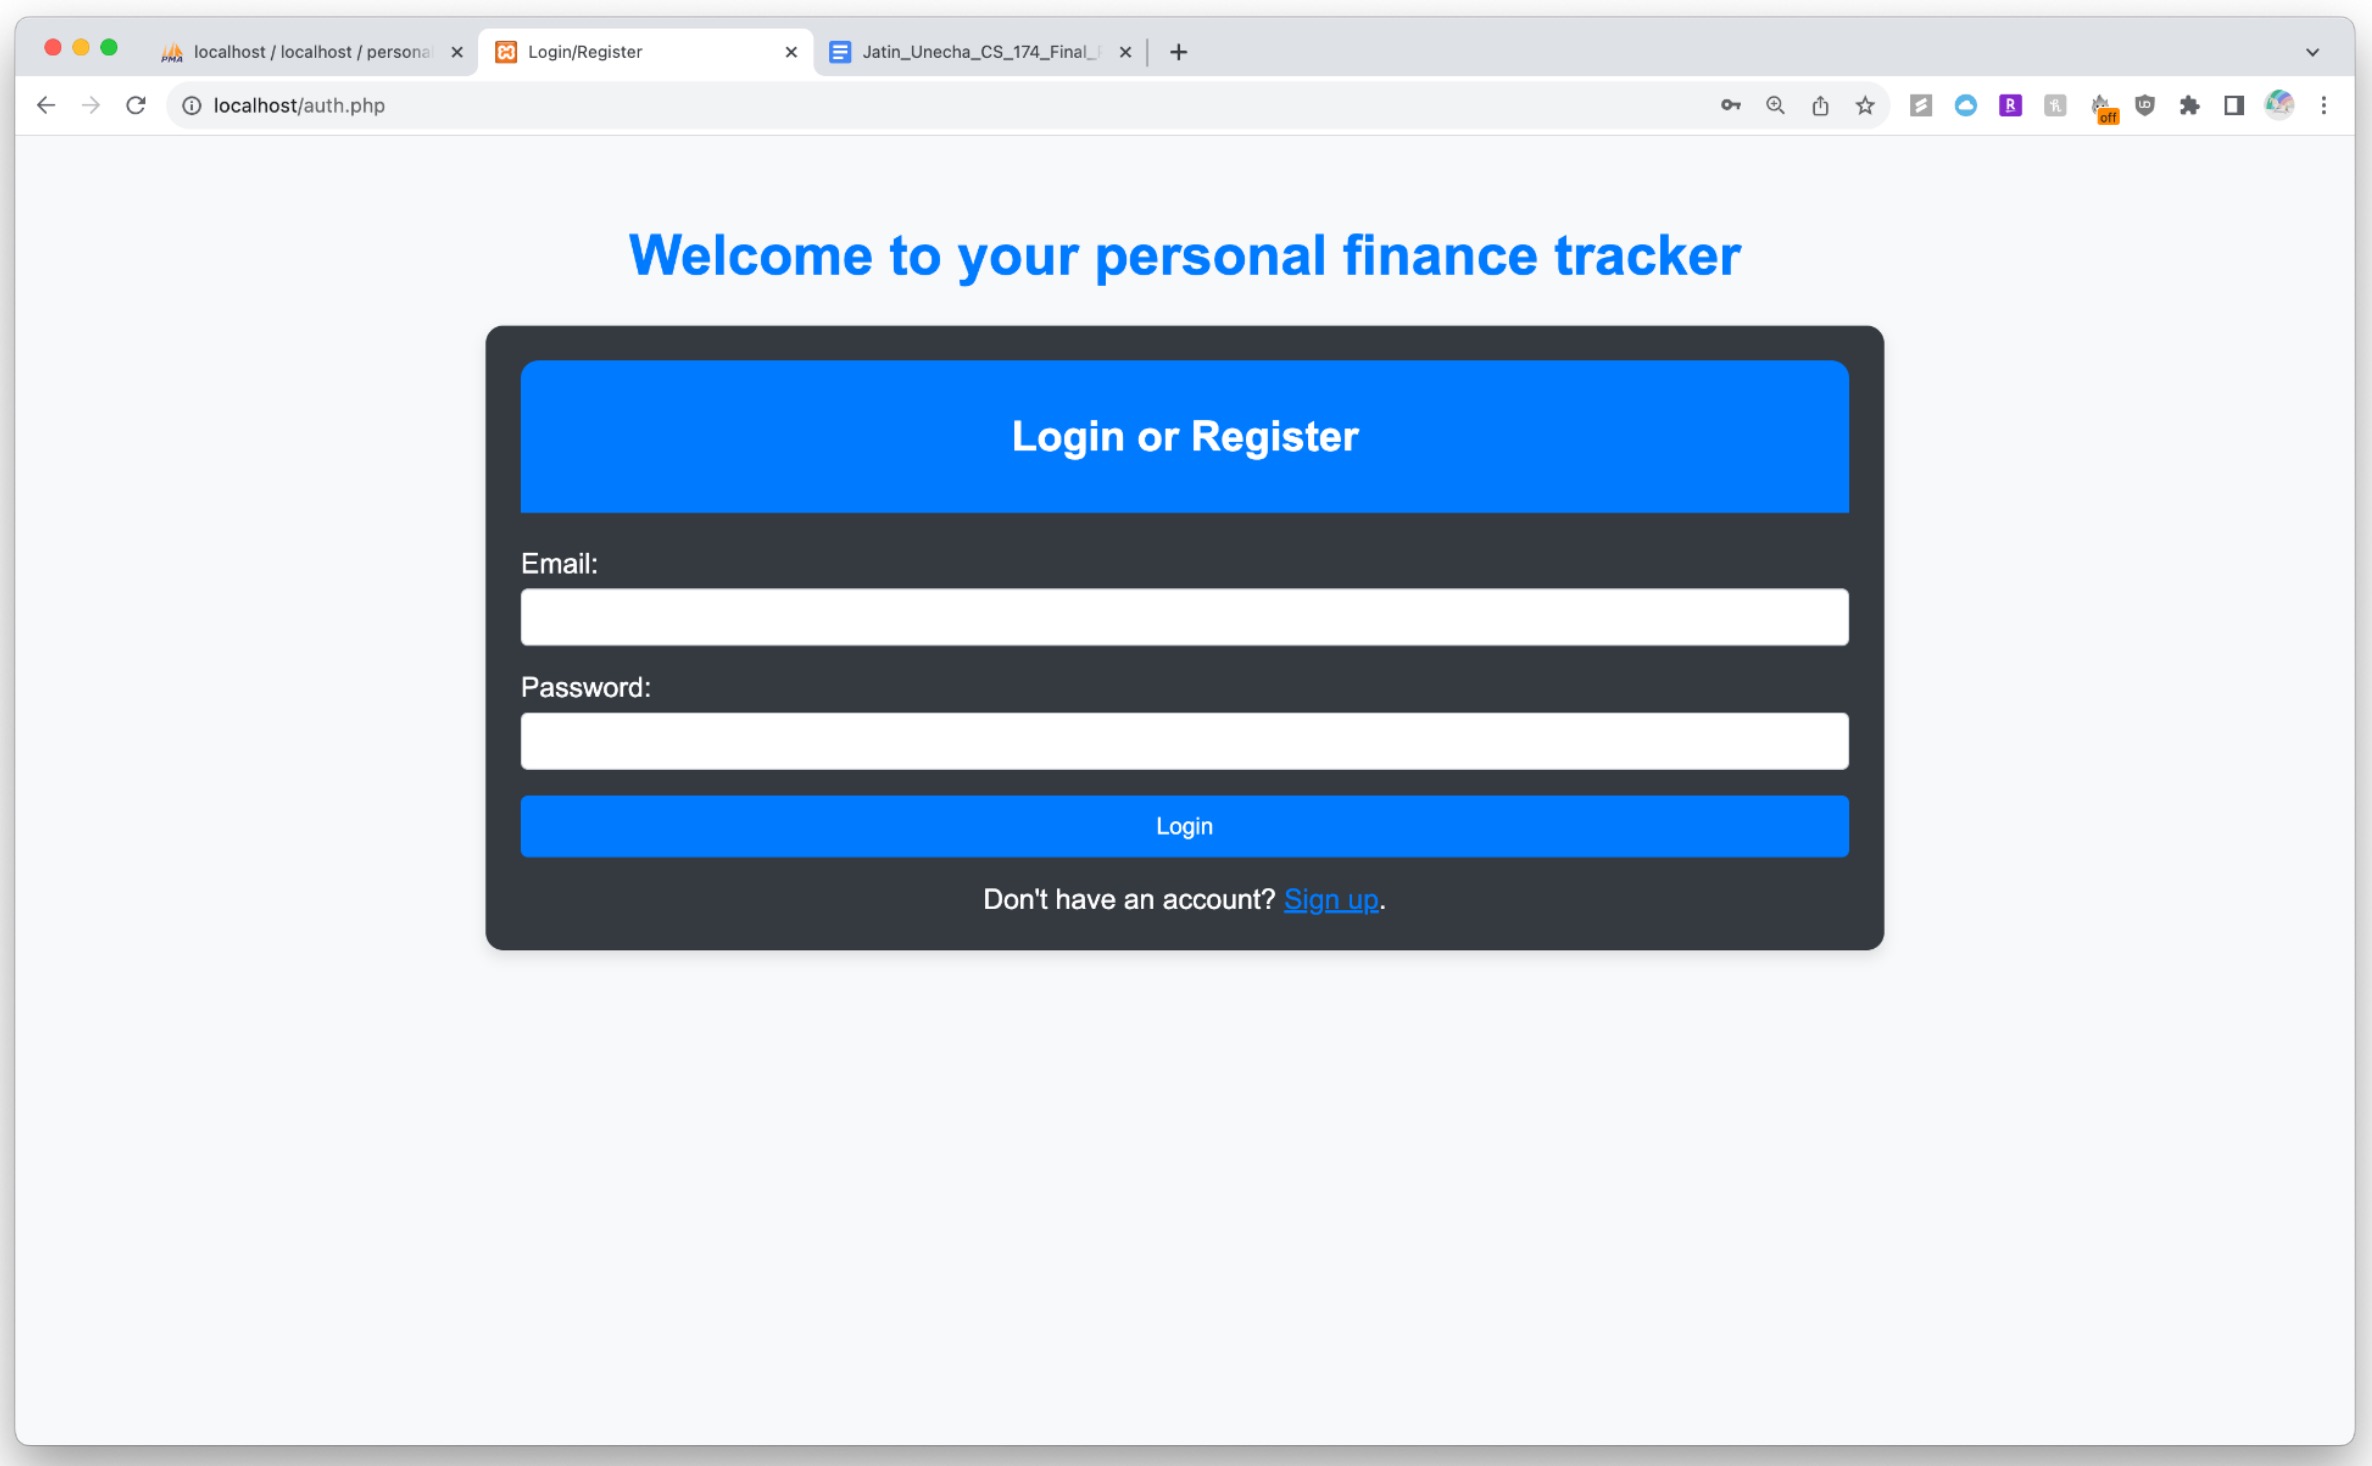 localhost / localhost / persona
Login/Register
Jatin_Unecha_CS_174_Final_
localhost/auth.php
off
Welcome to your personal finance tracker
Login or Register
Email:
Password:
Login
Don't have an account? Sign up.